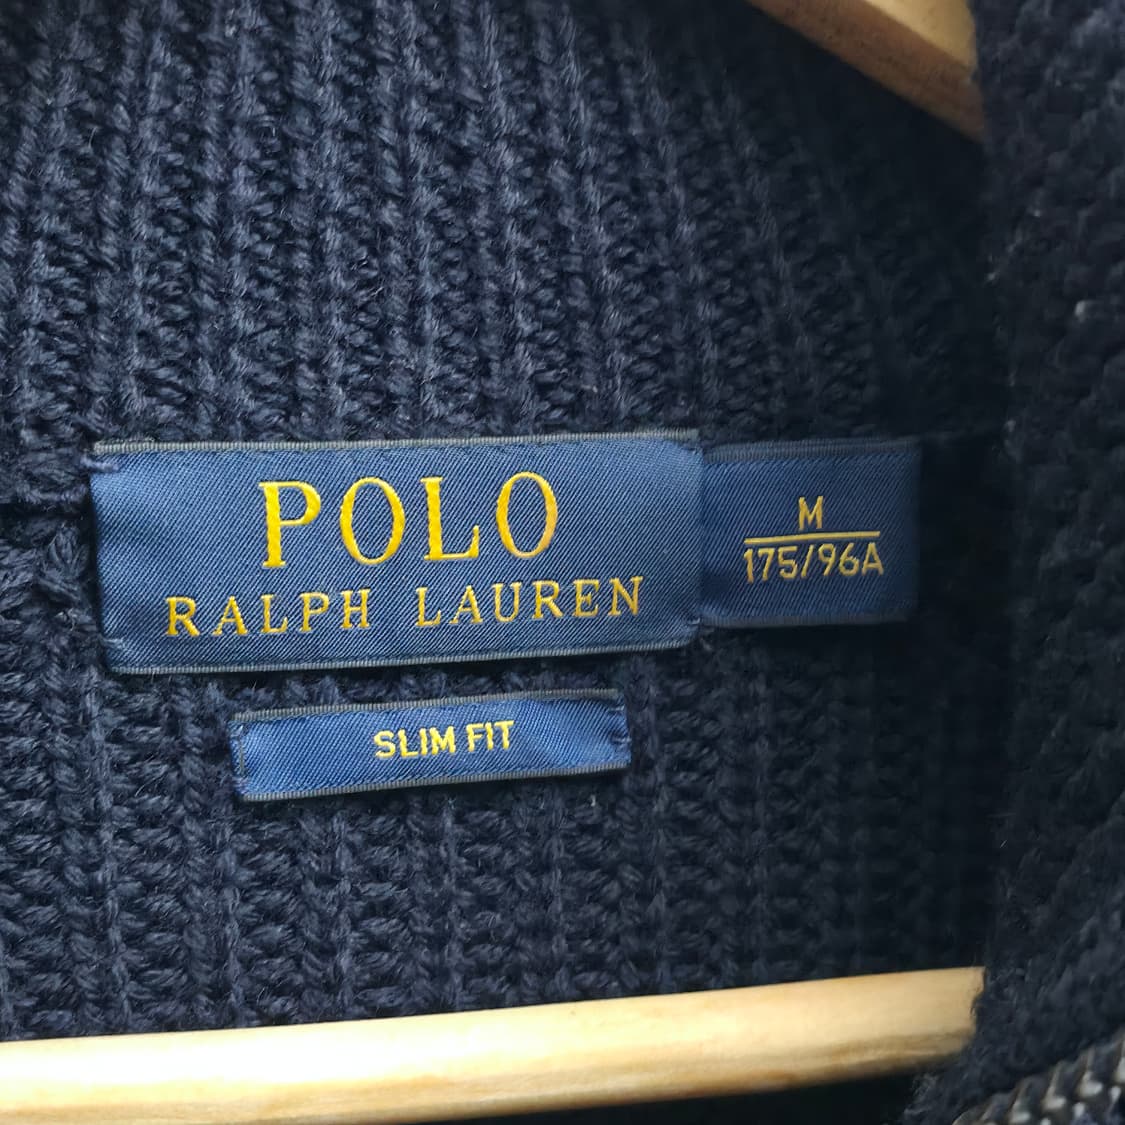 POLO
RALPH LAUREN
M
175/96A
SLIM FIT